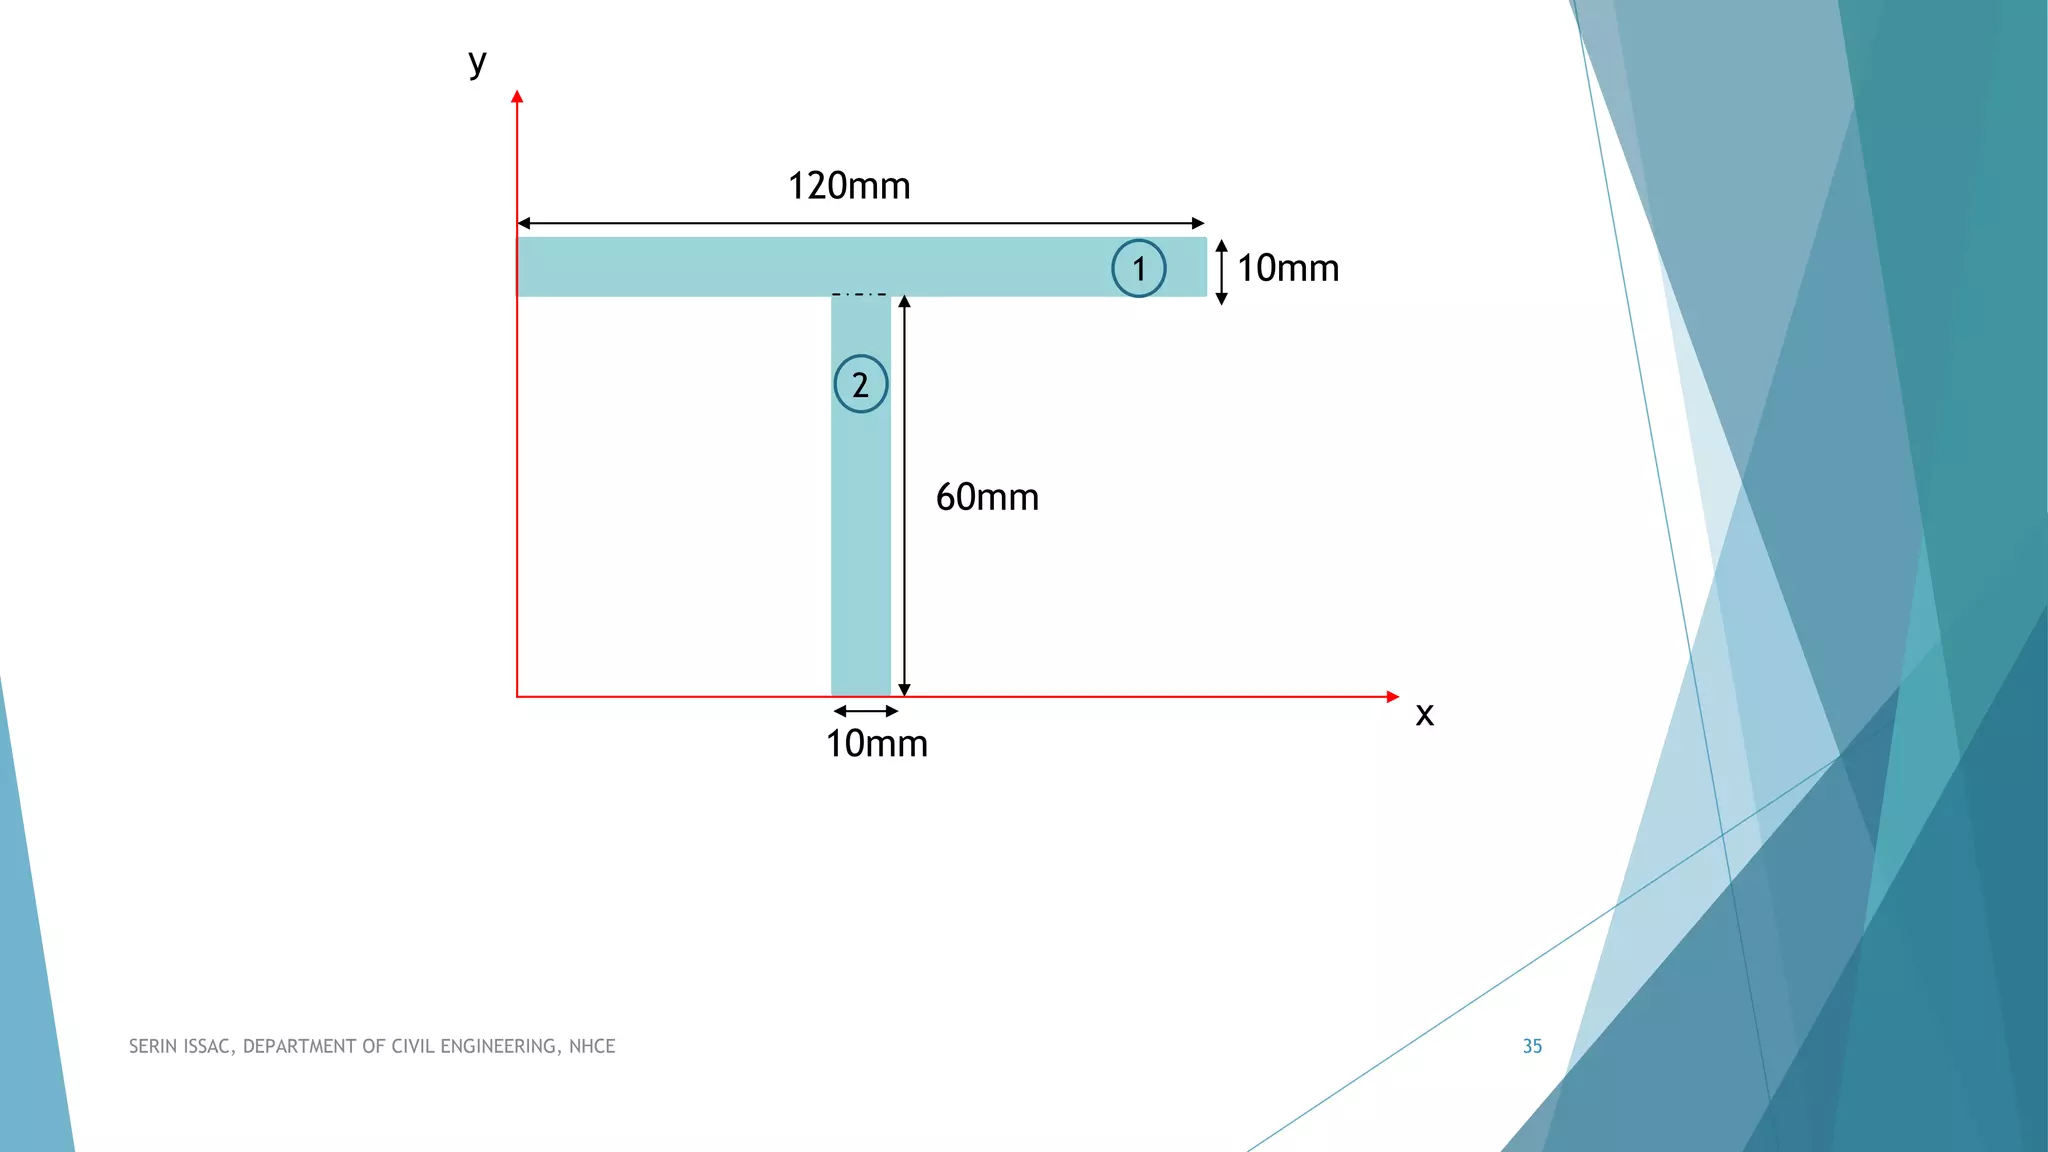 y
120mm
1
10mm
2
60mm
x
10mm
SERIN ISSAC, DEPARTMENT OF CIVIL ENGINEERING, NHCE
35